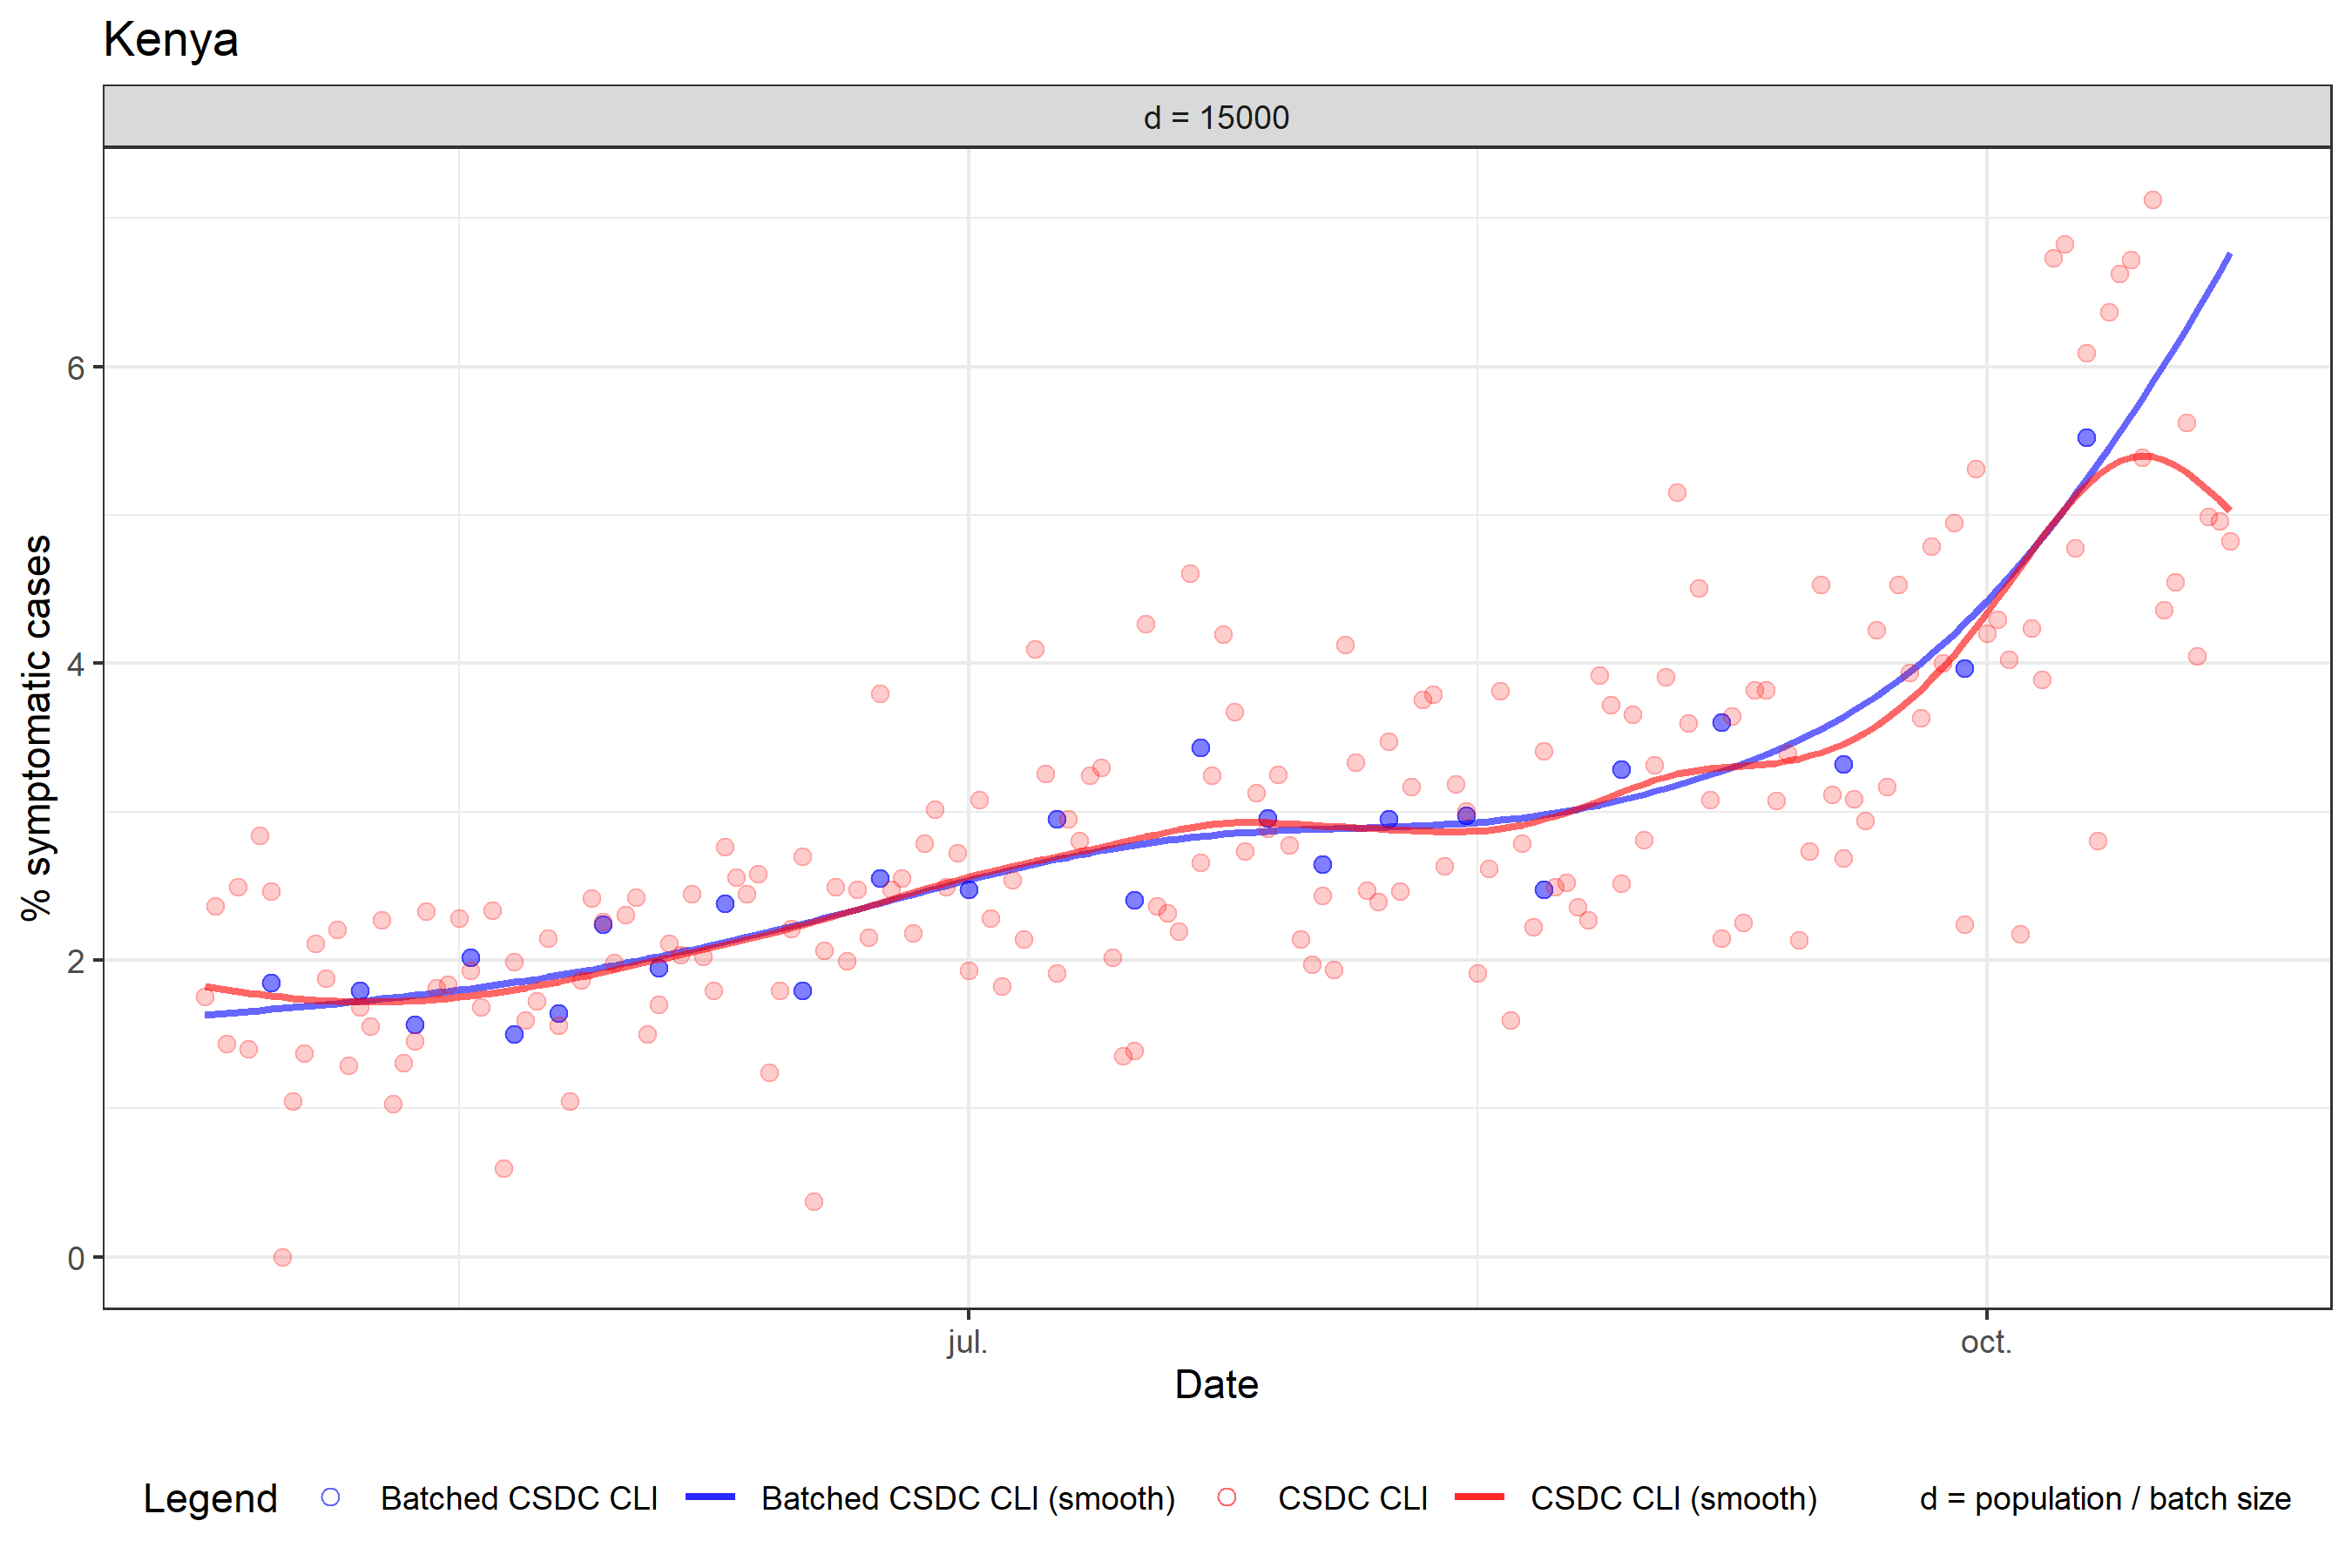 Kenya
d = 15000
% symptomatic cases
6
4
2
0
jul.
oct.
Date
Legend
Batched CSDC CLI
Batched CSDC CLI (smooth)
CSDC CLI
CSDC CLI (smooth)
d = population / batch size